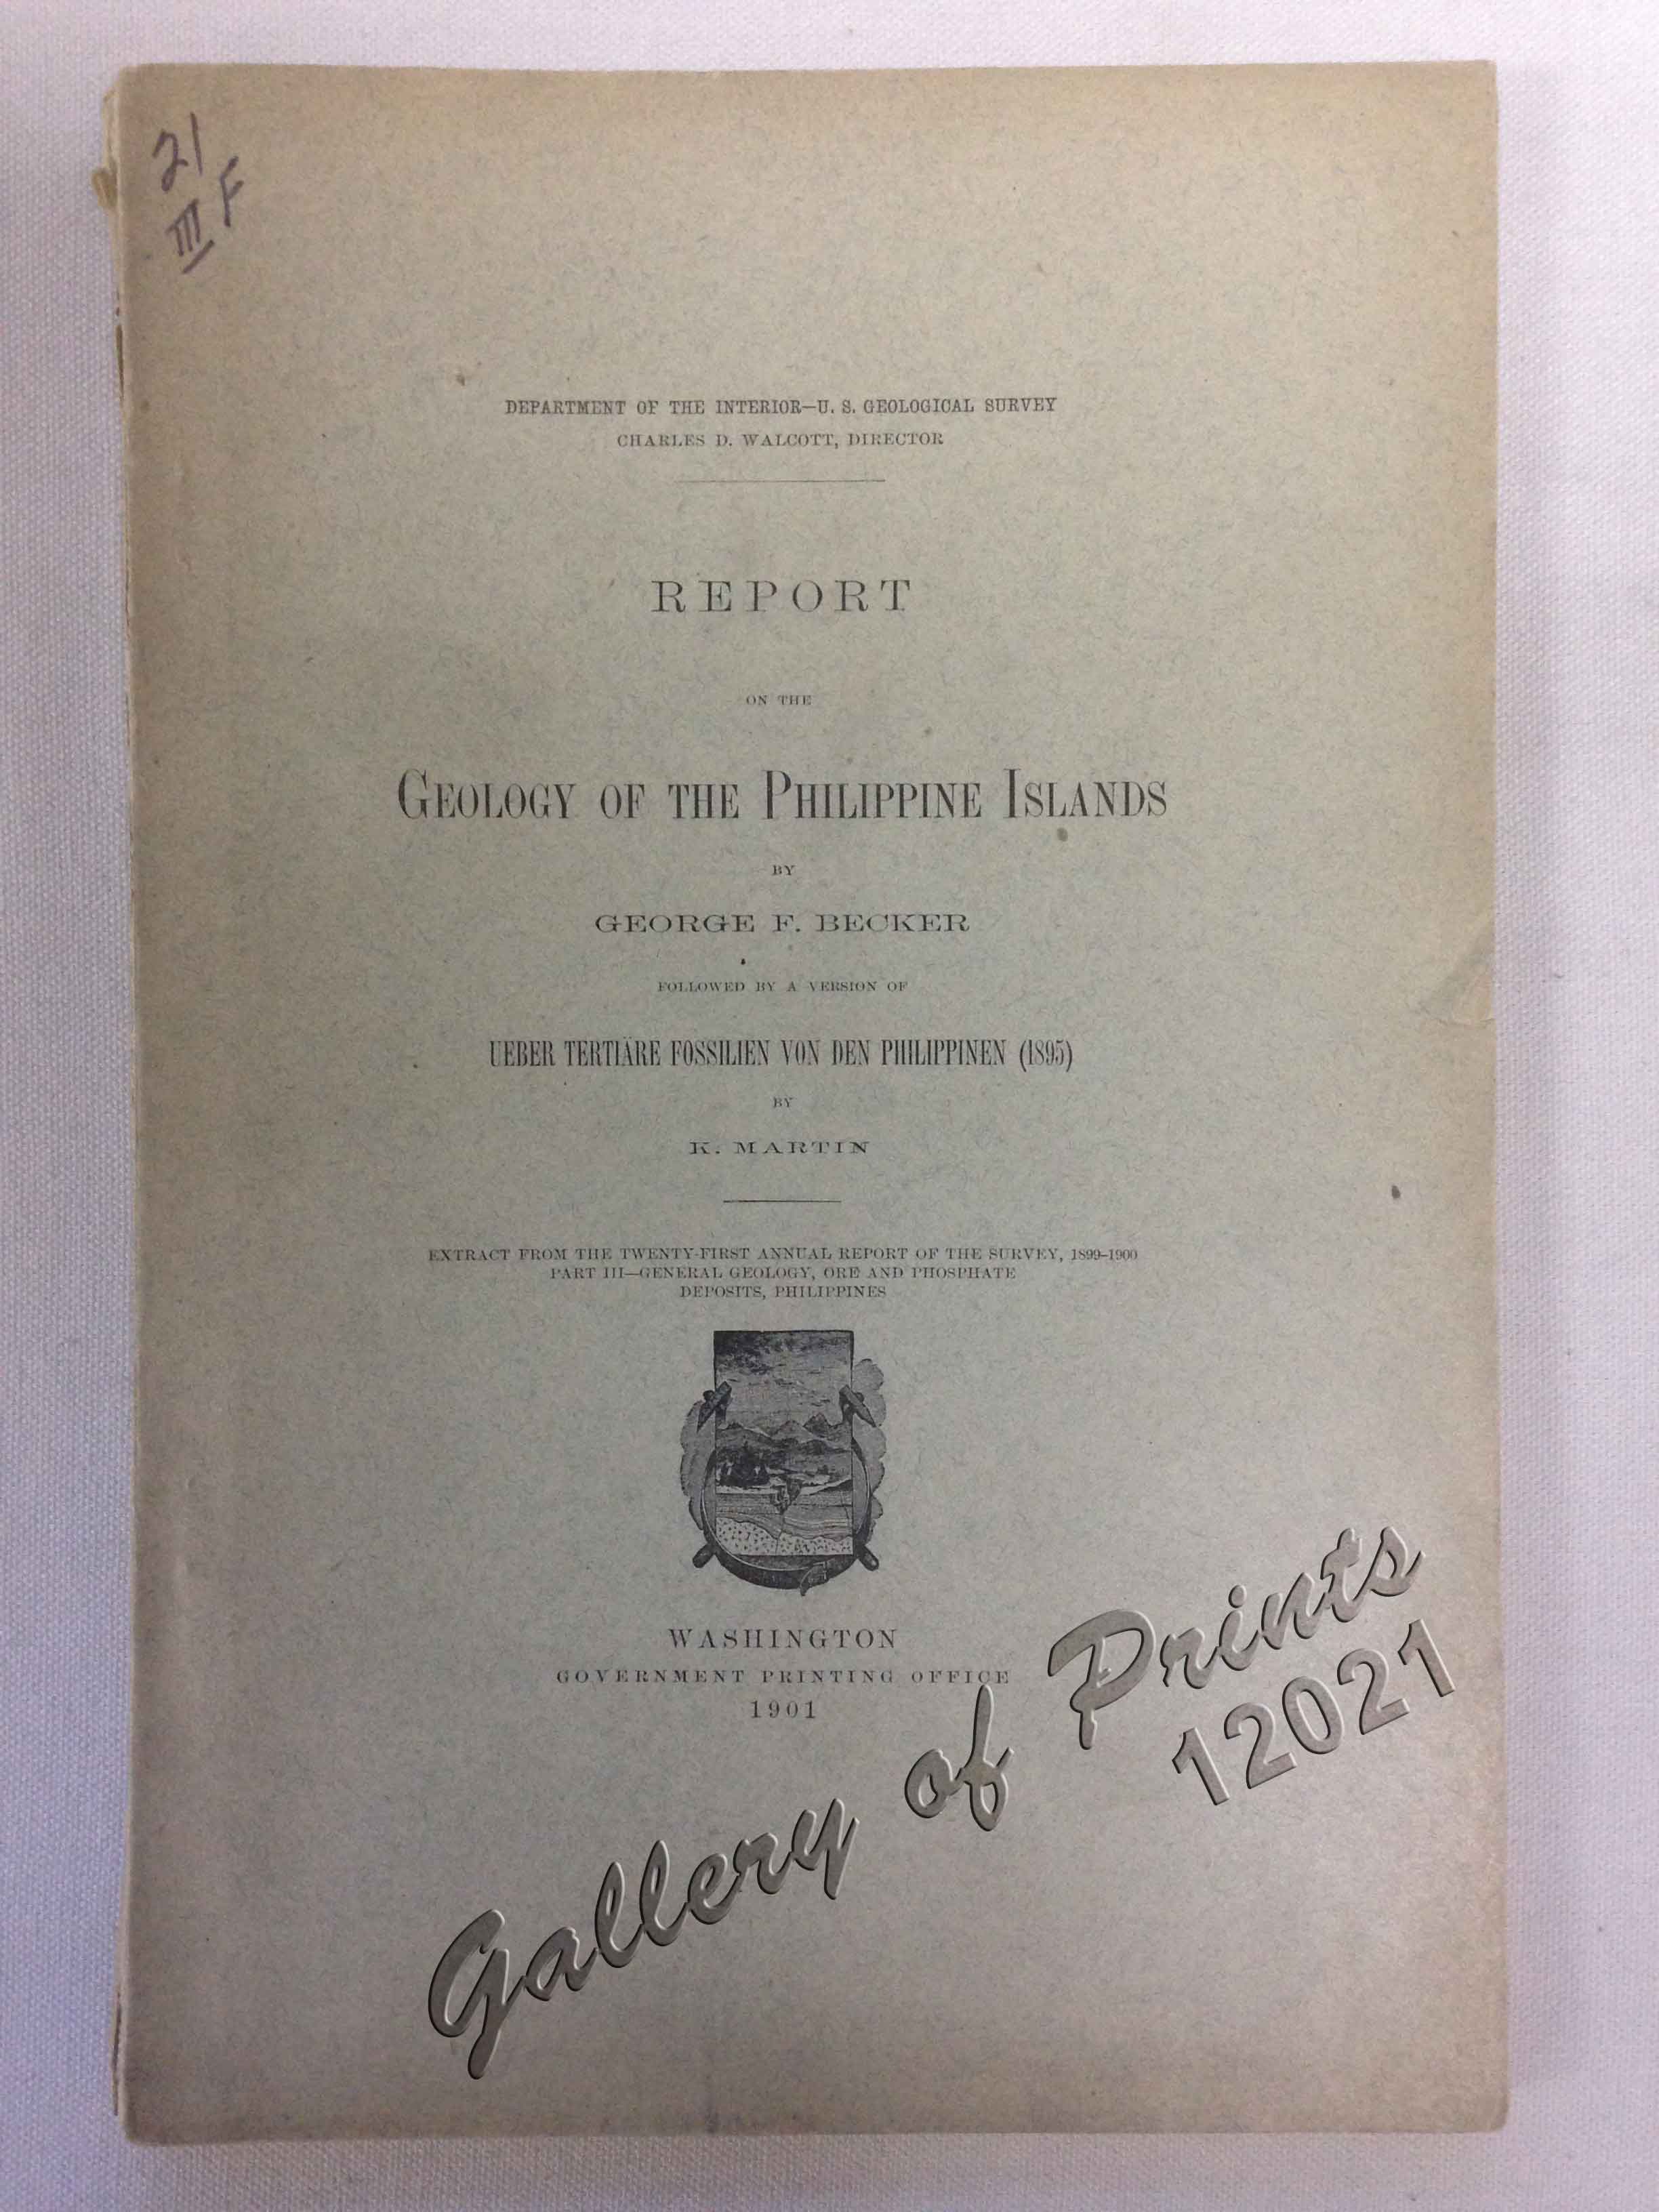 21
III F
DEPARTMENT OF THE INTERIOR—U. S. GEOLOGICAL SURVEY
CHARLES D. WALCOTT, DIRECTOR
REPORT
ON THE
GEOLOGY OF THE PHILIPPINE ISLANDS
BY
GEORGE F. BECKER
FOLLOWED BY A VERSION OF
UEBER TERTIÄRE FOSSILIEN VON DEN PHILIPPINEN (1895)
BY
K. MARTIN
EXTRACT FROM THE TWENTY-FIRST ANNUAL REPORT OF THE SURVEY, 1899–1900
PART III—GENERAL GEOLOGY, ORE AND PHOSPHATE
DEPOSITS, PHILIPPINES
WASHINGTON
GOVERNMENT PRINTING OFFICE
1901
Gallery of Prints
12021